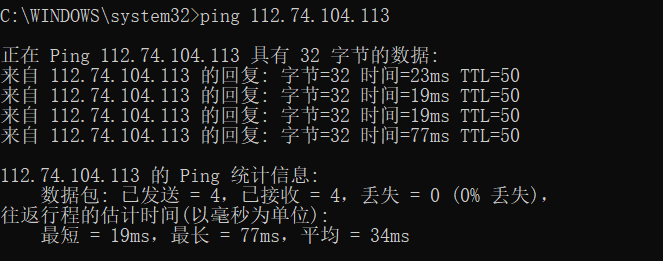 C:\WINDOWS\system32>ping 112.74.104.113
正在 Ping 112.74.104.113 具有 32 字节的数据:
来自 112.74.104.113 的回复: 字节=32 时间=23ms TTL=50
来自 112.74.104.113 的回复: 字节=32 时间=19ms TTL=50
来自 112.74.104.113 的回复: 字节=32 时间=19ms TTL=50
来自 112.74.104.113 的回复: 字节=32 时间=77ms TTL=50
112.74.104.113 的 Ping 统计信息:
数据包: 已发送 = 4，已接收 = 4，丢失 = 0 (0% 丢失)，
往返行程的估计时间(以毫秒为单位):
最短 = 19ms，最长 = 77ms，平均 = 34ms